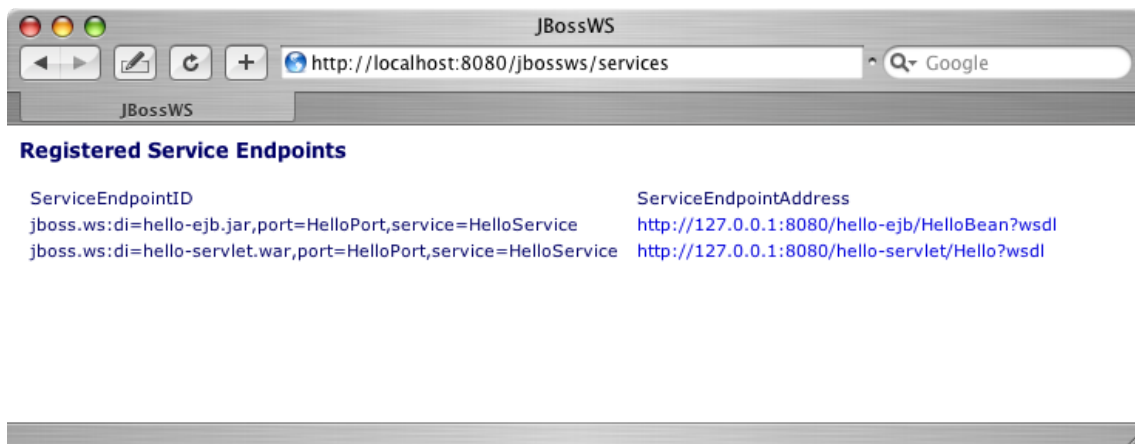 JBossWS
http://localhost:8080/jbossws/services
Google
JBossWS
Registered Service Endpoints
ServiceEndpointID ServiceEndpointAddress
jboss.ws:di=hello-ejb.jar,port=HelloPort,service=HelloService http://127.0.0.1:8080/hello-ejb/HelloBean?wsdl
jboss.ws:di=hello-servlet.war,port=HelloPort,service=HelloService http://127.0.0.1:8080/hello-servlet/Hello?wsdl